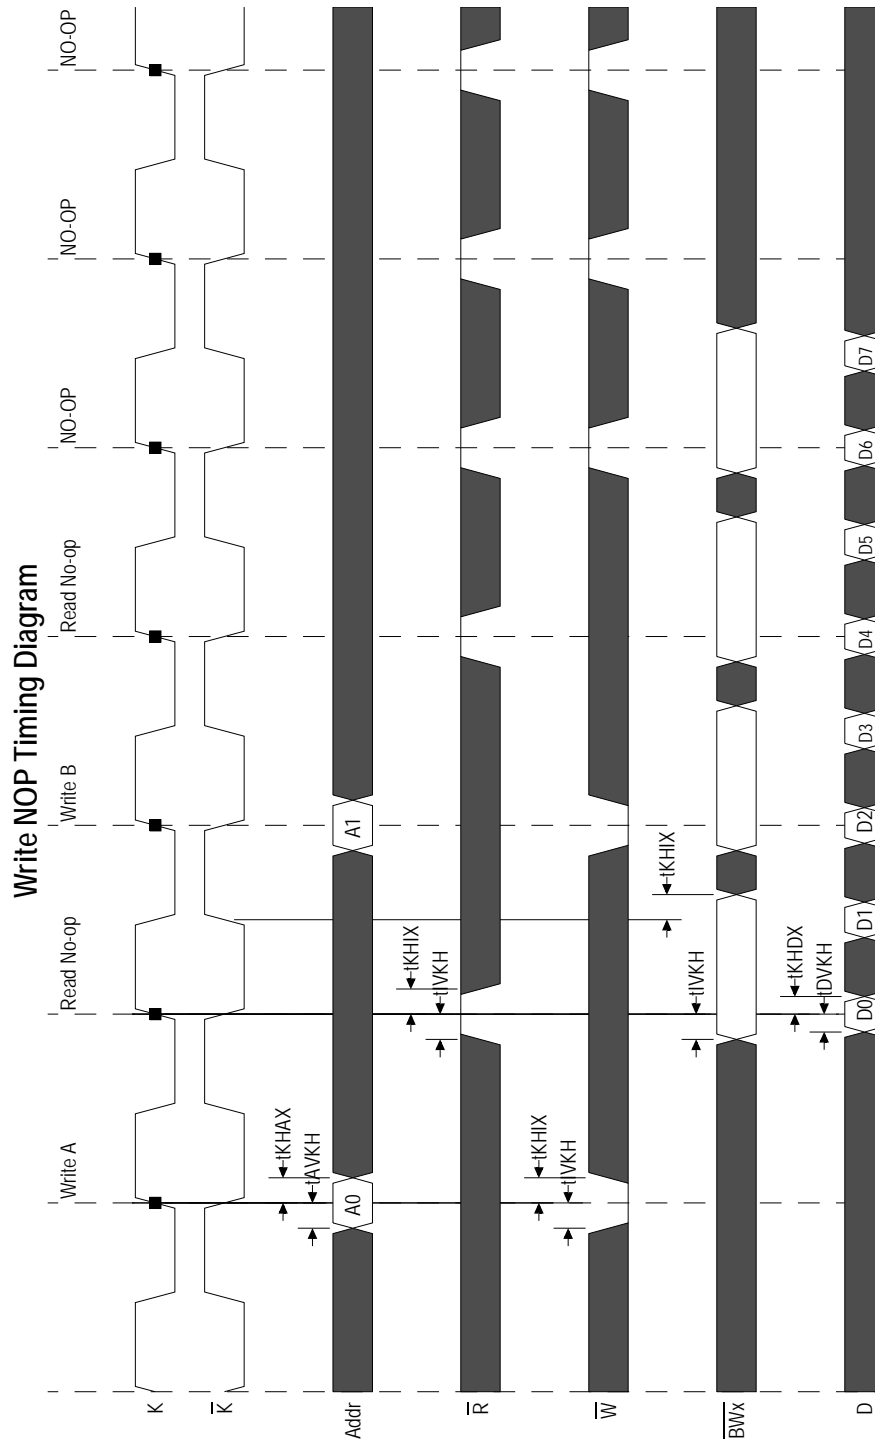 Write NOP Timing Diagram
Write A
Read No-op
Write B
Read No-op
NO-OP
NO-OP
NO-OP
K
K̅
Addr
A0
A1
tKHAX
tAVKH
R̅
tKHIX
tIVKH
W̅
tKHIX
tIVKH
B̅W̅x̅
tIVKH
tKHIX
D
tKHDX
tDVKH
D0
D1
D2
D3
D4
D5
D6
D7